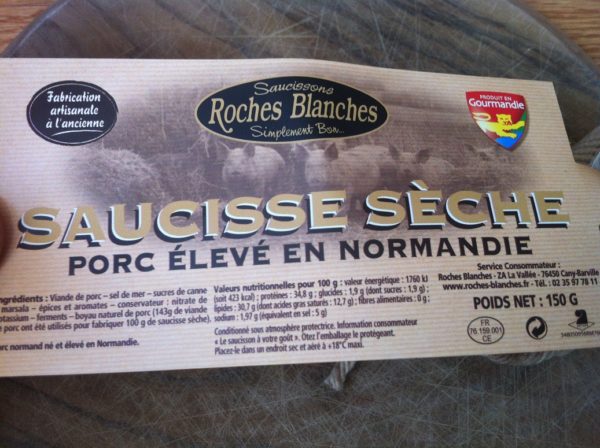 Fabrication
artisanale
à l'ancienne
Saucissons
Roches Blanches
Simplement Bon...
PRODUIT EN
Gourmandie
SAUCISSE SÈCHE
PORC ÉLEVÉ EN NORMANDIE
ngrédients : Viande de porc – sel de mer – sucres de canne
marsala – épices et aromates – conservateur : nitrate de
otassium – ferments – boyau naturel de porc (143g de viande
e porc ont été utilisés pour fabriquer 100 g de saucisse sèche).
orc normand né et élevé en Normandie.
Valeurs nutritionnelles pour 100 g : valeur énergétique : 1760 kJ
(soit 423 kcal) ; protéines : 34,8 g ; glucides : 1,9 g (dont sucres : 1,9 g) ;
lipides : 30,7 g (dont acides gras saturés : 12,7 g) ; fibres alimentaires : 0 g ;
sodium : 1,97 g (équivalent en sel : 5 g)
Conditionné sous atmosphère protectrice. Information consommateur
« Le saucisson à votre goût ». Otez l'emballage le protégeant.
Placez-le dans un endroit sec et aéré à +18°C maxi.
Service Consommateur :
Roches Blanches - ZA La Vallée - 76450 Cany-Barville
www.roches-blanches.fr - Tél. : 02 35 97 78 11
POIDS NET : 150 G
FR
76.159.001
CE